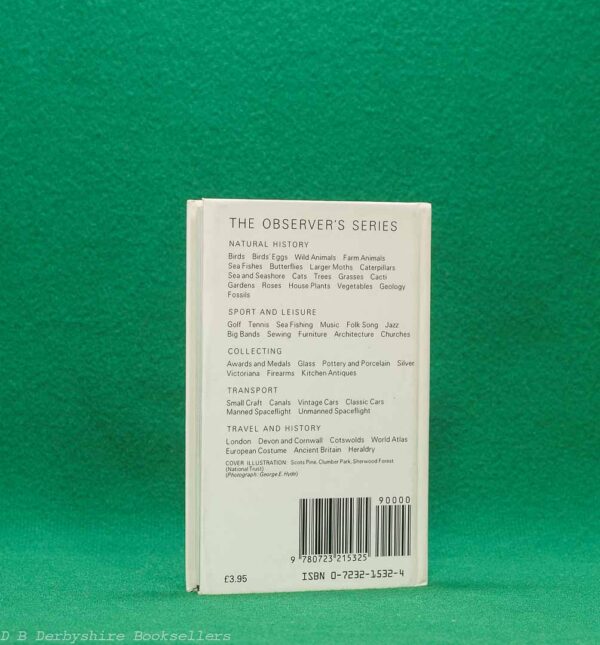 THE OBSERVER'S SERIES
NATURAL HISTORY
Birds Birds' Eggs Wild Animals Farm Animals
Sea Fishes Butterflies Larger Moths Caterpillars
Sea and Seashore Cats Trees Grasses Cacti
Gardens Roses House Plants Vegetables Geology
Fossils
SPORT AND LEISURE
Golf Tennis Sea Fishing Music Folk Song Jazz
Big Bands Sewing Furniture Architecture Churches
COLLECTING
Awards and Medals Glass Pottery and Porcelain Silver
Victoriana Firearms Kitchen Antiques
TRANSPORT
Small Craft Canals Vintage Cars Classic Cars
Manned Spaceflight Unmanned Spaceflight
TRAVEL AND HISTORY
London Devon and Cornwall Cotswolds World Atlas
European Costume Ancient Britain Heraldry
COVER ILLUSTRATION: Scots Pine, Clumber Park, Sherwood Forest
(National Trust)
(Photograph: George E. Hyde)
90000
9 780723 215325
£3.95
ISBN 0-7232-1532-4
D B Derbyshire Booksellers